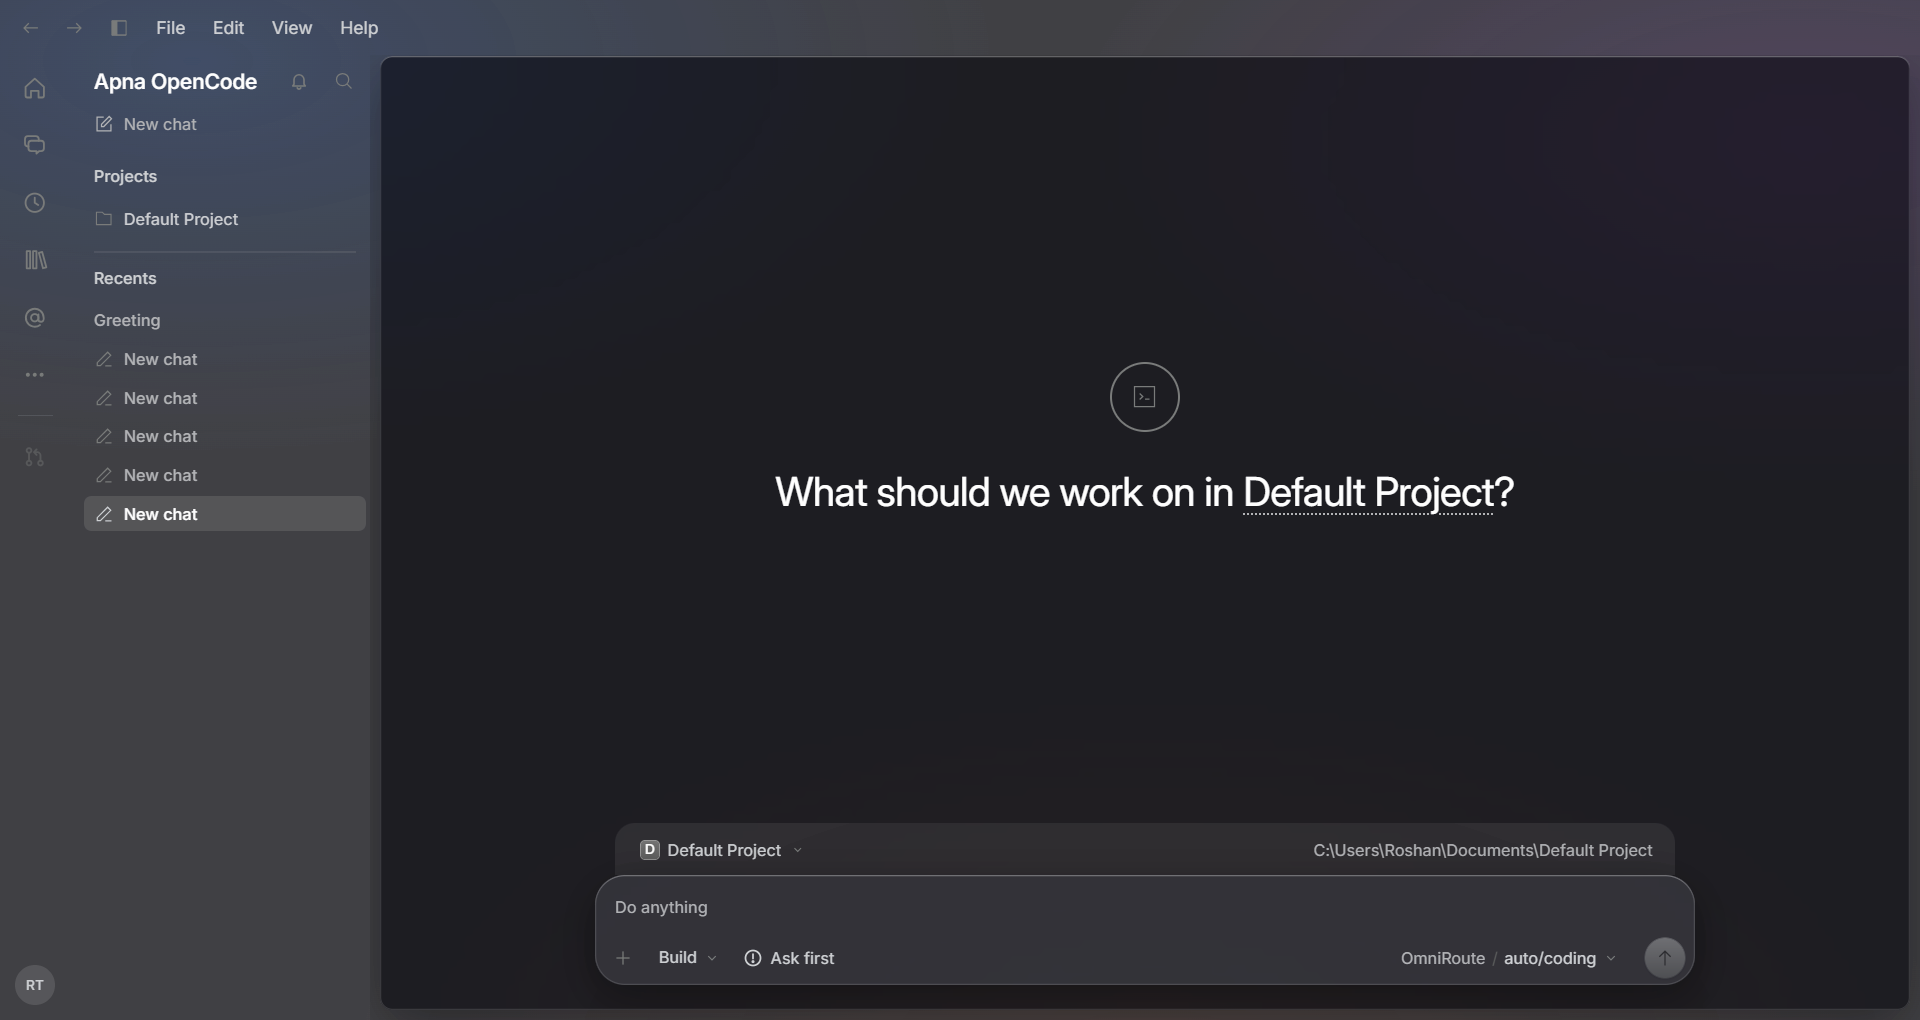 File Edit View Help
Apna OpenCode
New chat
Projects
Default Project
Recents
Greeting
New chat
New chat
New chat
New chat
New chat
RT
What should we work on in Default Project?
D Default Project C:\Users\Roshan\Documents\Default Project
Do anything
Build Ask first OmniRoute / auto/coding